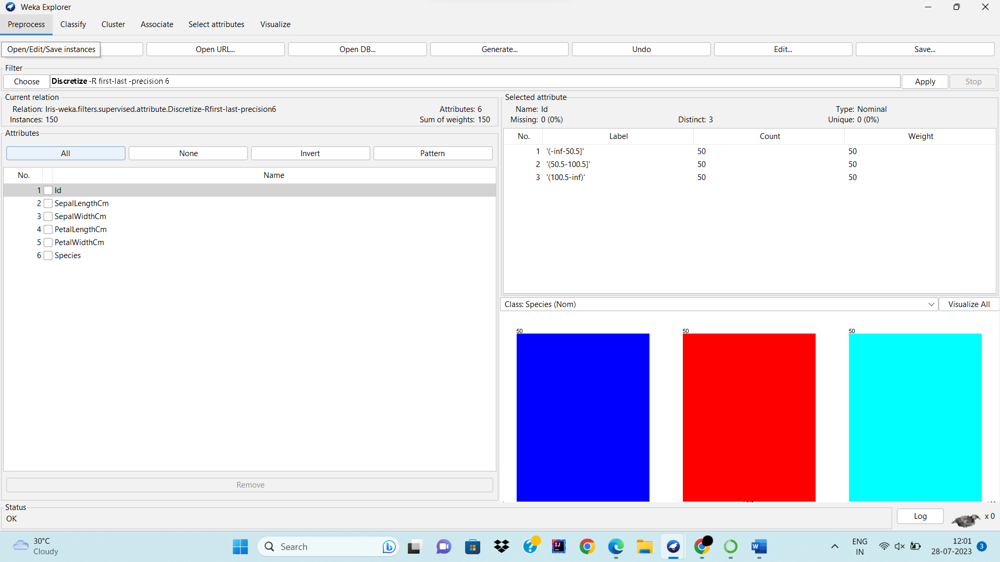 Weka Explorer
Preprocess Classify Cluster Associate Select attributes Visualize
Open/Edit/Save instances Open URL... Open DB... Generate... Undo Edit... Save...
Filter
Choose Discretize -R first-last -precision 6 Apply Stop
Current relation
Relation: Iris-weka.filters.supervised.attribute.Discretize-Rfirst-last-precision6 Attributes: 6
Instances: 150 Sum of weights: 150
Attributes
All None Invert Pattern
No. Name
1 Id
2 SepalLengthCm
3 SepalWidthCm
4 PetalLengthCm
5 PetalWidthCm
6 Species
Remove
Selected attribute
Name: Id Type: Nominal
Missing: 0 (0%) Distinct: 3 Unique: 0 (0%)
No. Label Count Weight
1 '(-inf-50.5]' 50 50
2 '(50.5-100.5]' 50 50
3 '(100.5-inf)' 50 50
Class: Species (Nom) Visualize All
50 50 50
Status
OK
Log x 0
30°C
Cloudy
Search
ENG
IN
12:01
28-07-2023
3